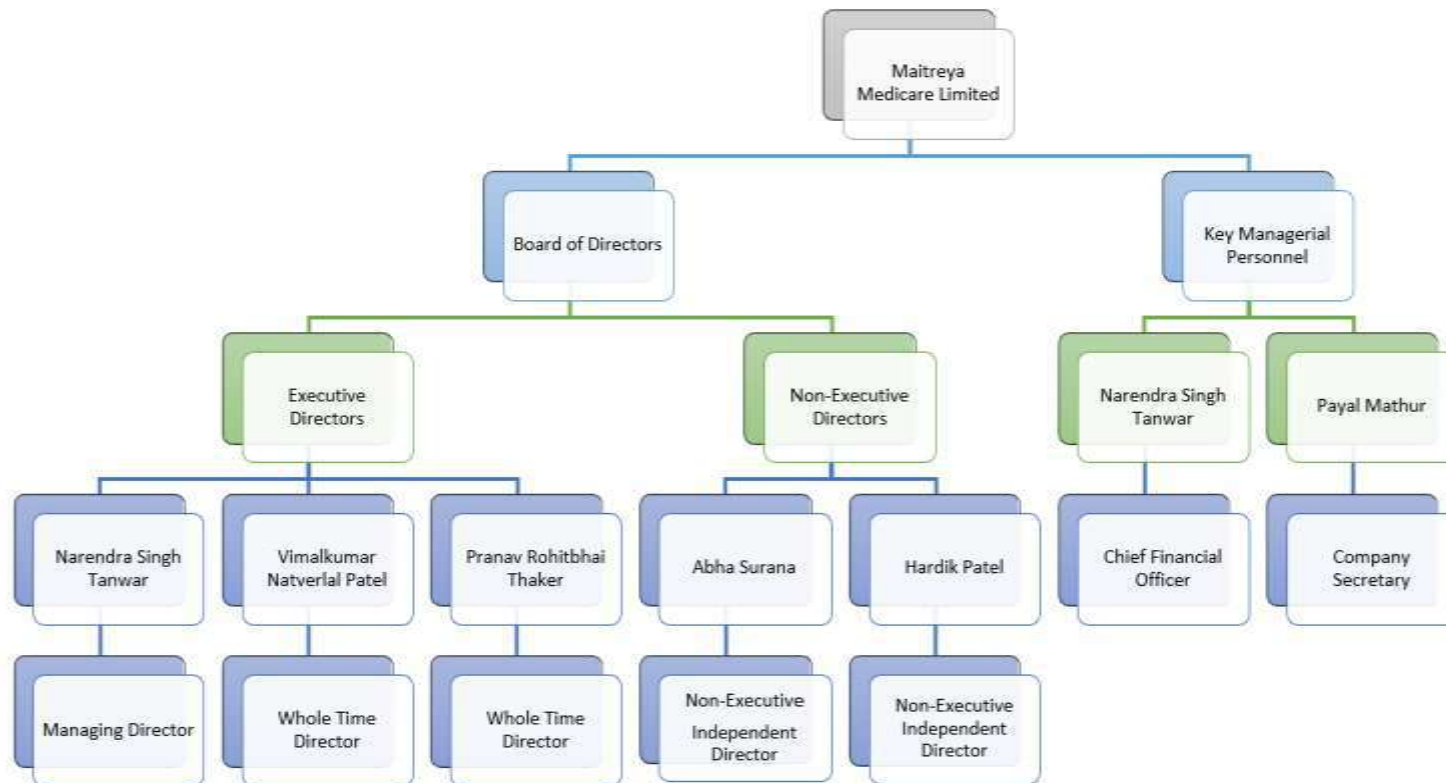 Maitreya
Medicare Limited
Board of Directors
Key Managerial
Personnel
Executive
Directors
Non-Executive
Directors
Narendra Singh
Tanwar
Payal Mathur
Narendra Singh
Tanwar
Vimalkumar
Natverlal Patel
Pranav Rohitbhai
Thaker
Abha Surana
Hardik Patel
Chief Financial
Officer
Company
Secretary
Managing Director
Whole Time
Director
Whole Time
Director
Non-Executive
Independent
Director
Non-Executive
Independent
Director